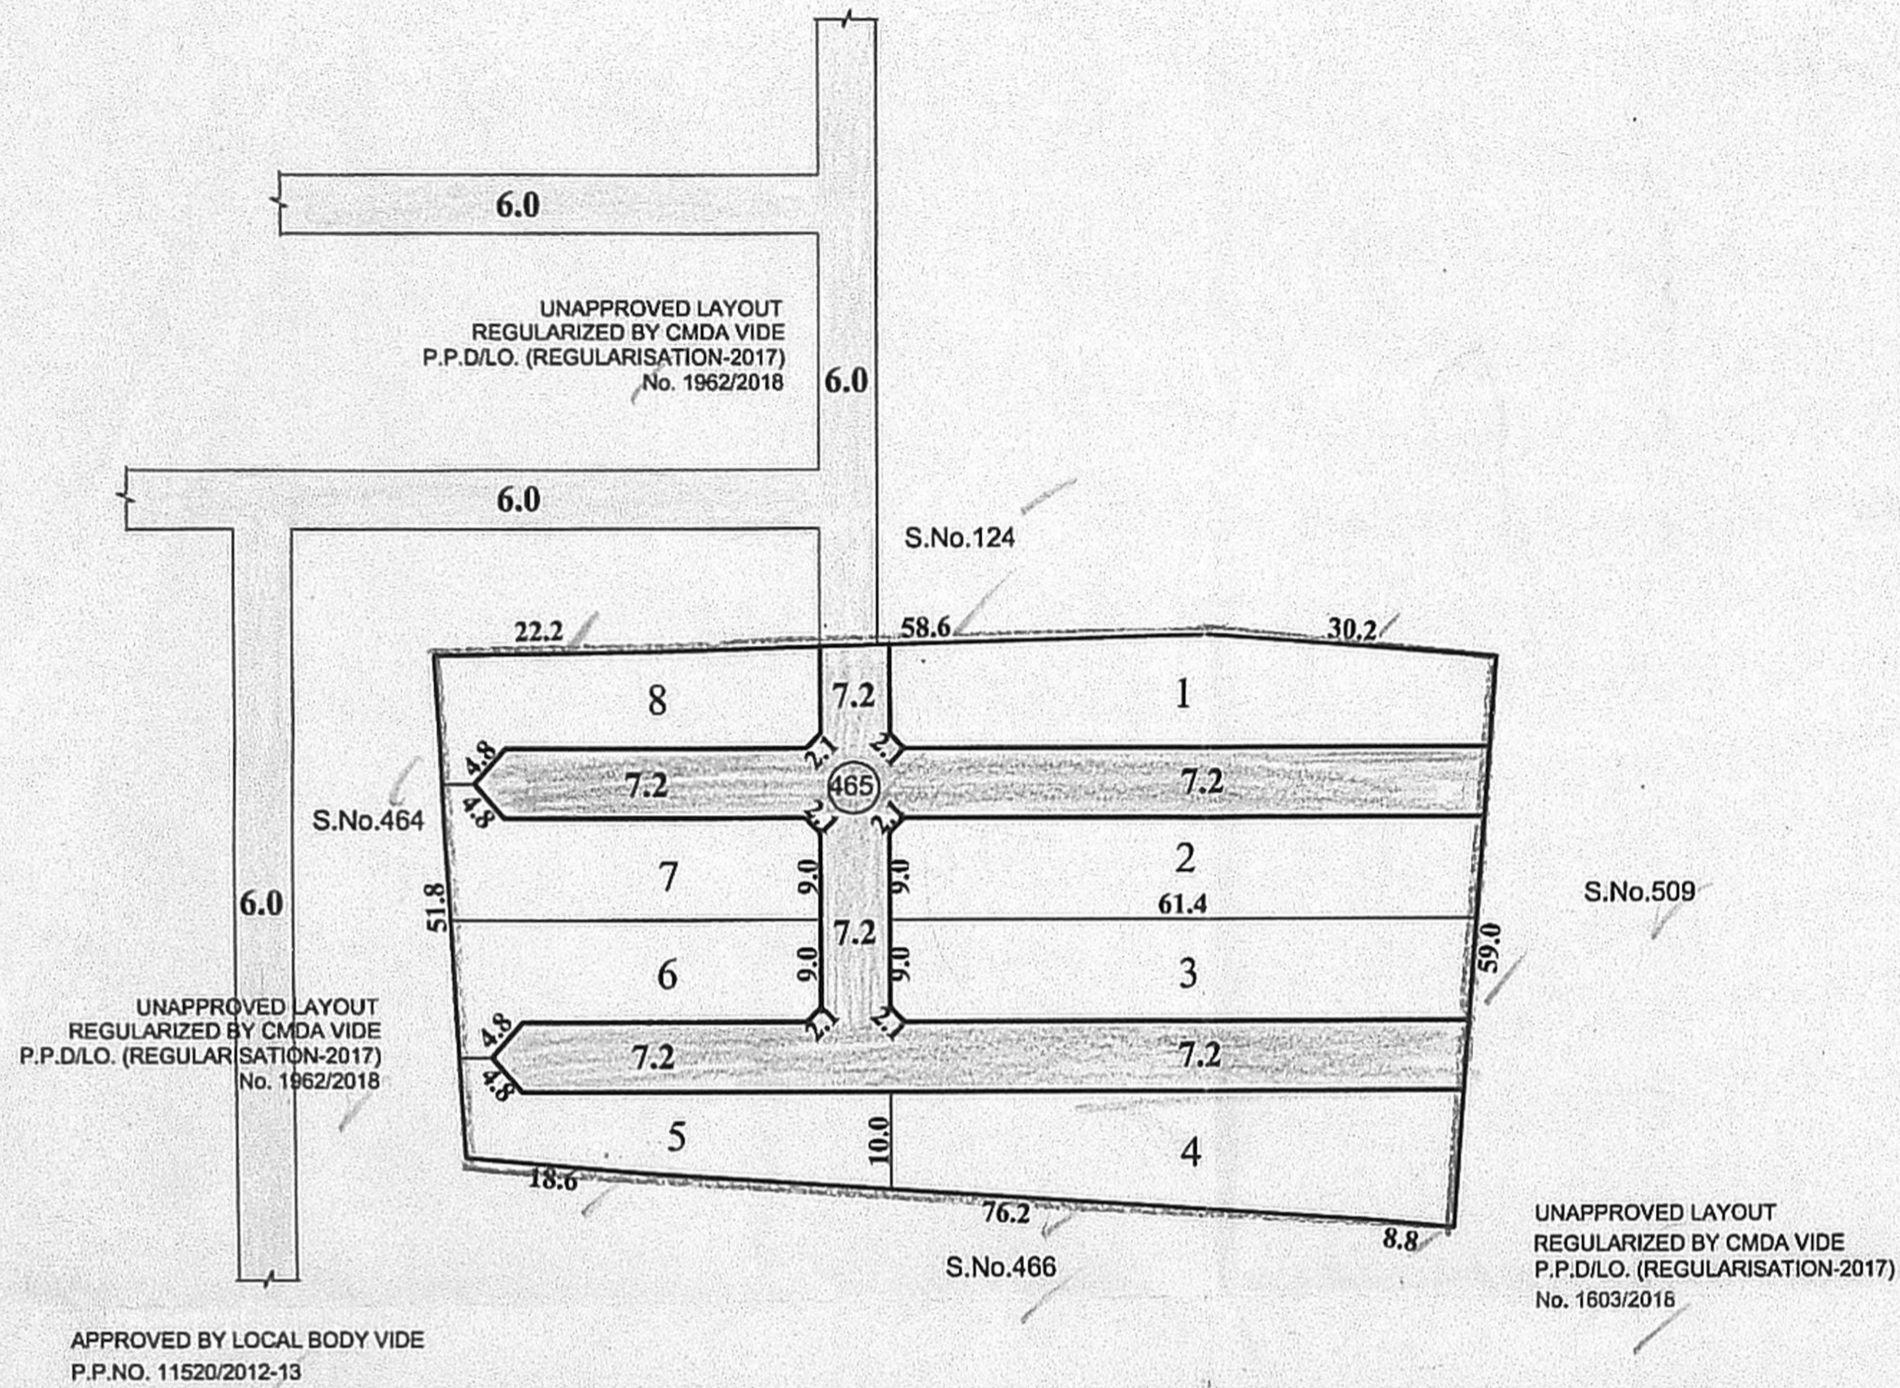 6.0
UNAPPROVED LAYOUT
REGULARIZED BY CMDA VIDE
P.P.D/LO. (REGULARISATION-2017)
No. 1962/2018
6.0
6.0
S.No.124
22.2
58.6
30.2
8
7.2
1
4.8
2.1
2.1
7.2
465
7.2
4.8
2.1
2.1
S.No.464
7
9.0
9.0
2
61.4
51.8
6.0
7.2
S.No.509
59.0
6
9.0
9.0
3
UNAPPROVED LAYOUT
REGULARIZED BY CMDA VIDE
P.P.D/LO. (REGULARISATION-2017)
No. 1962/2018
4.8
2.1
2.1
7.2
7.2
4.8
5
10.0
4
18.6
76.2
8.8
S.No.466
UNAPPROVED LAYOUT
REGULARIZED BY CMDA VIDE
P.P.D/LO. (REGULARISATION-2017)
No. 1603/2018
APPROVED BY LOCAL BODY VIDE
P.P.NO. 11520/2012-13